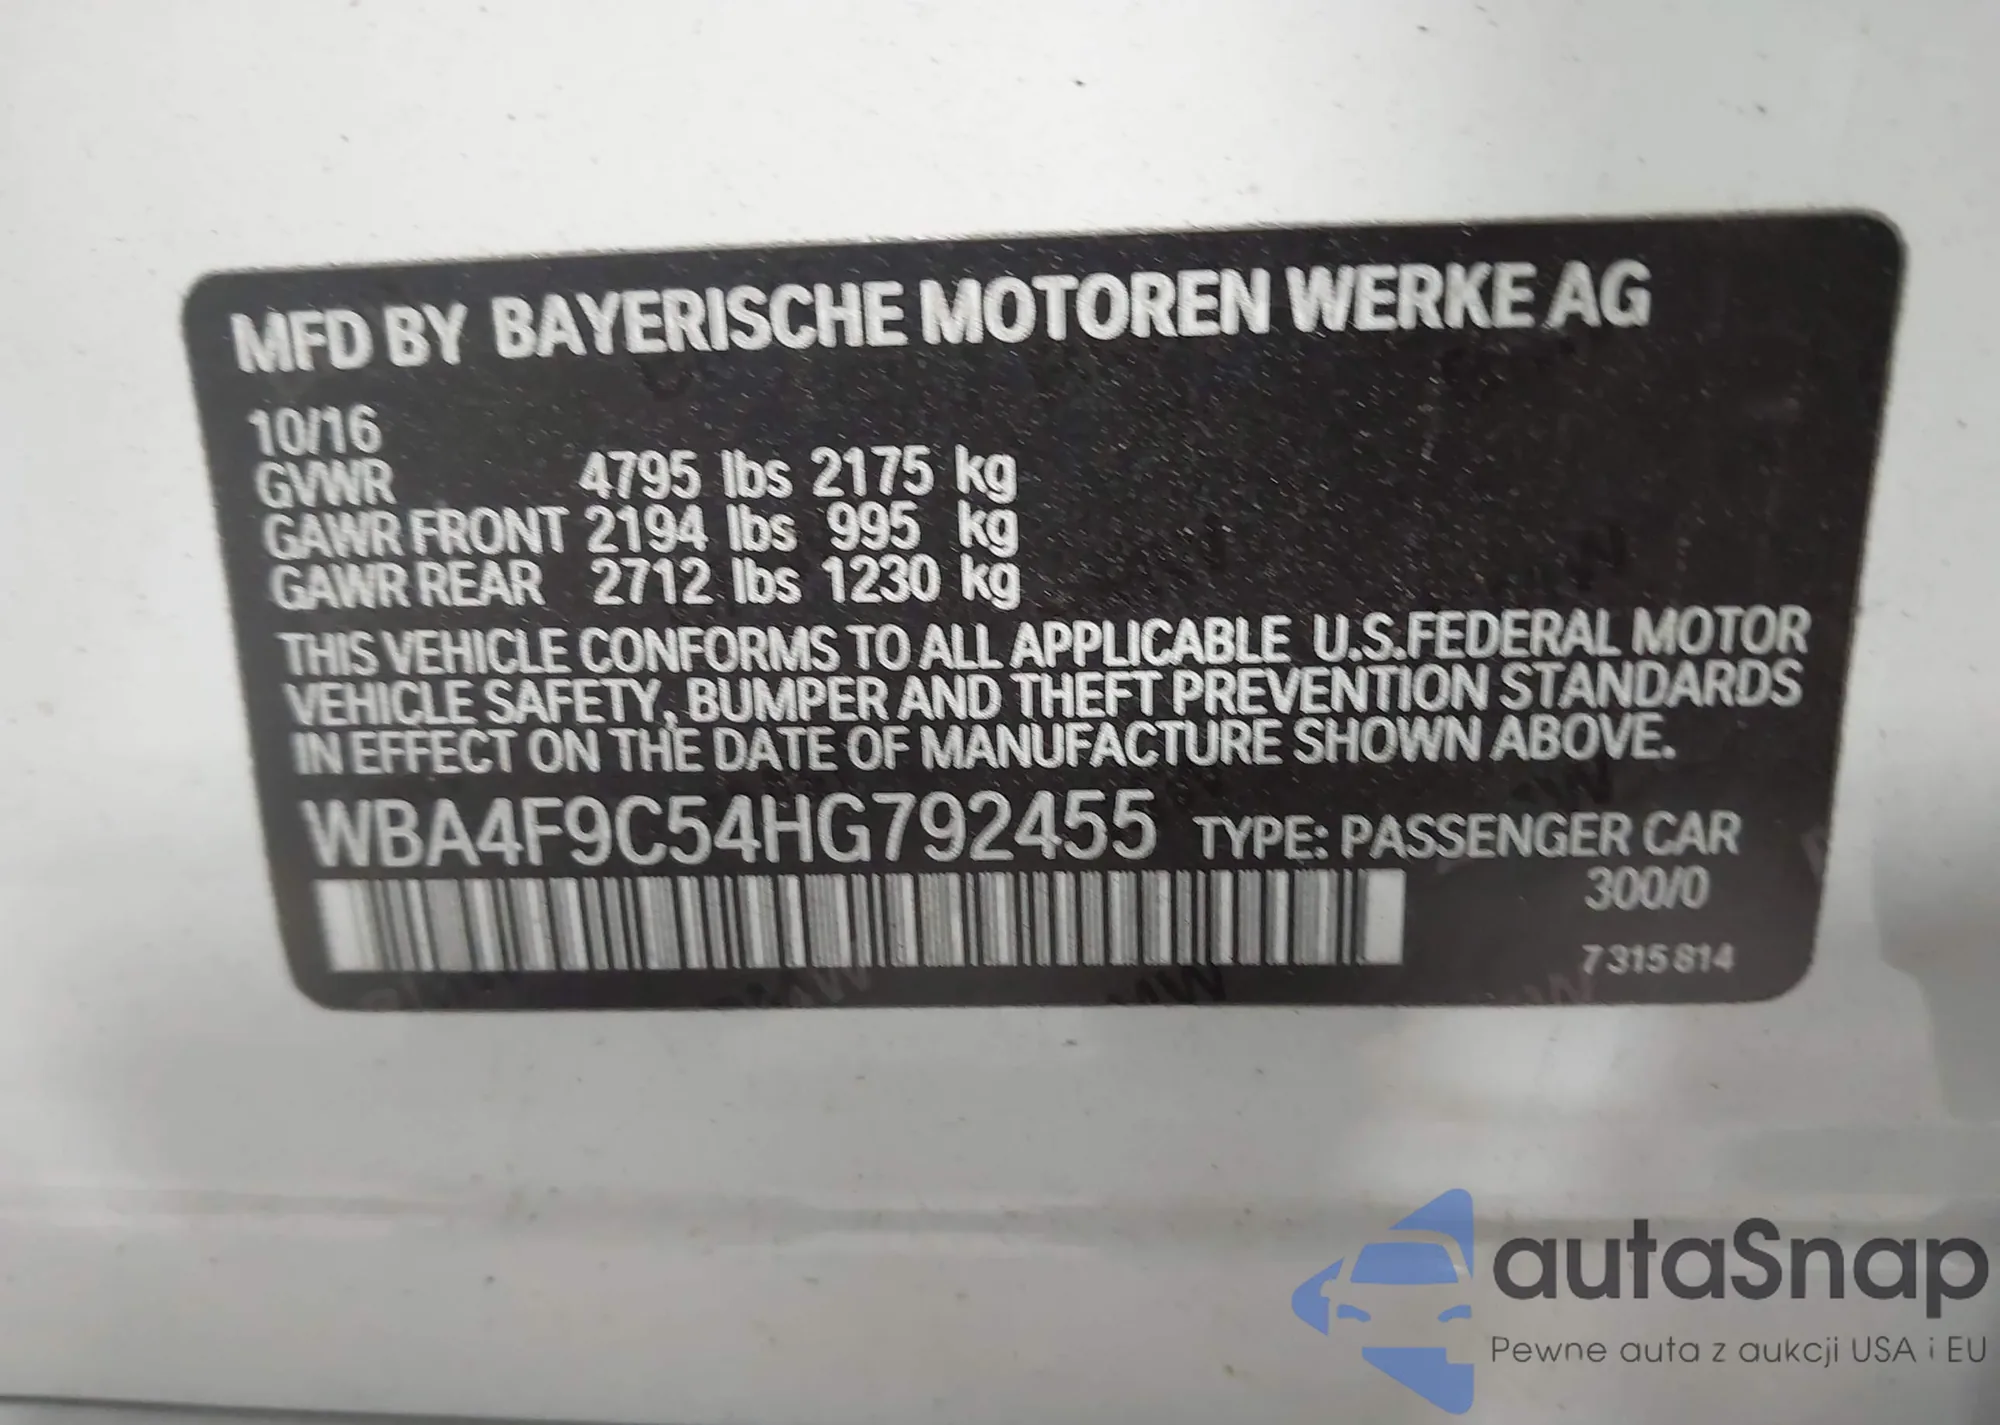 MFD BY BAYERISCHE MOTOREN WERKE AG
10/16
GVWR 4795 lbs 2175 kg
GAWR FRONT 2194 lbs 995 kg
GAWR REAR 2712 lbs 1230 kg
THIS VEHICLE CONFORMS TO ALL APPLICABLE U.S.FEDERAL MOTOR
VEHICLE SAFETY, BUMPER AND THEFT PREVENTION STANDARDS
IN EFFECT ON THE DATE OF MANUFACTURE SHOWN ABOVE.
WBA4F9C54HG792455 TYPE: PASSENGER CAR
300/0
7 315 814
autaSnap
Pewne auta z aukcji USA i EU